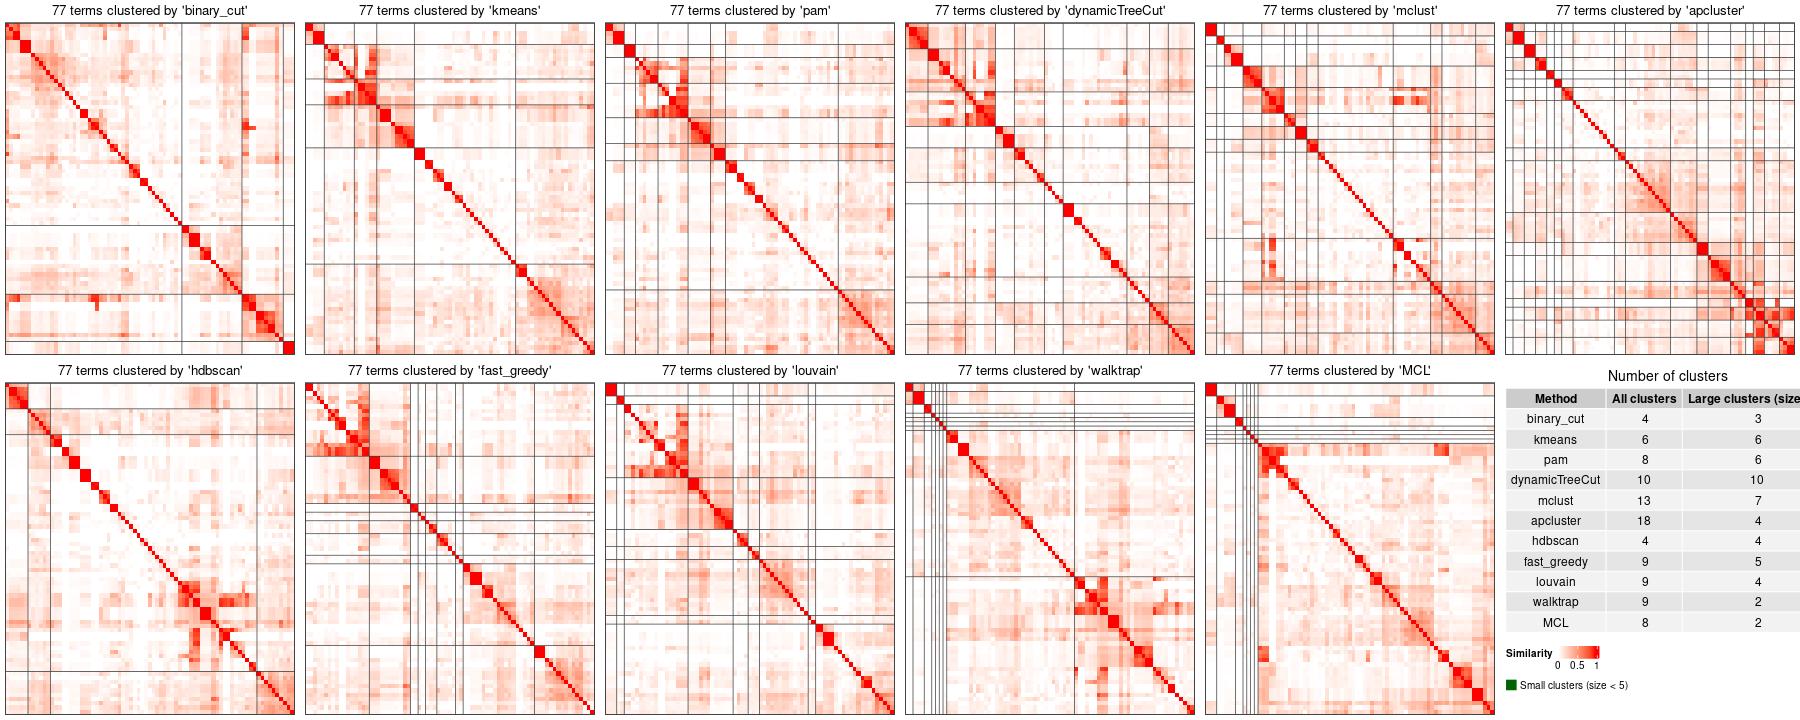 77 terms clustered by 'binary_cut'
77 terms clustered by 'kmeans'
77 terms clustered by 'pam'
77 terms clustered by 'dynamicTreeCut'
77 terms clustered by 'mclust'
77 terms clustered by 'apcluster'
77 terms clustered by 'hdbscan'
77 terms clustered by 'fast_greedy'
77 terms clustered by 'louvain'
77 terms clustered by 'walktrap'
77 terms clustered by 'MCL'
Number of clusters
Method All clusters Large clusters (size
binary_cut 4 3
kmeans 6 6
pam 8 6
dynamicTreeCut 10 10
mclust 13 7
apcluster 18 4
hdbscan 4 4
fast_greedy 9 5
louvain 9 4
walktrap 9 2
MCL 8 2
Similarity
0 0.5 1
Small clusters (size < 5)